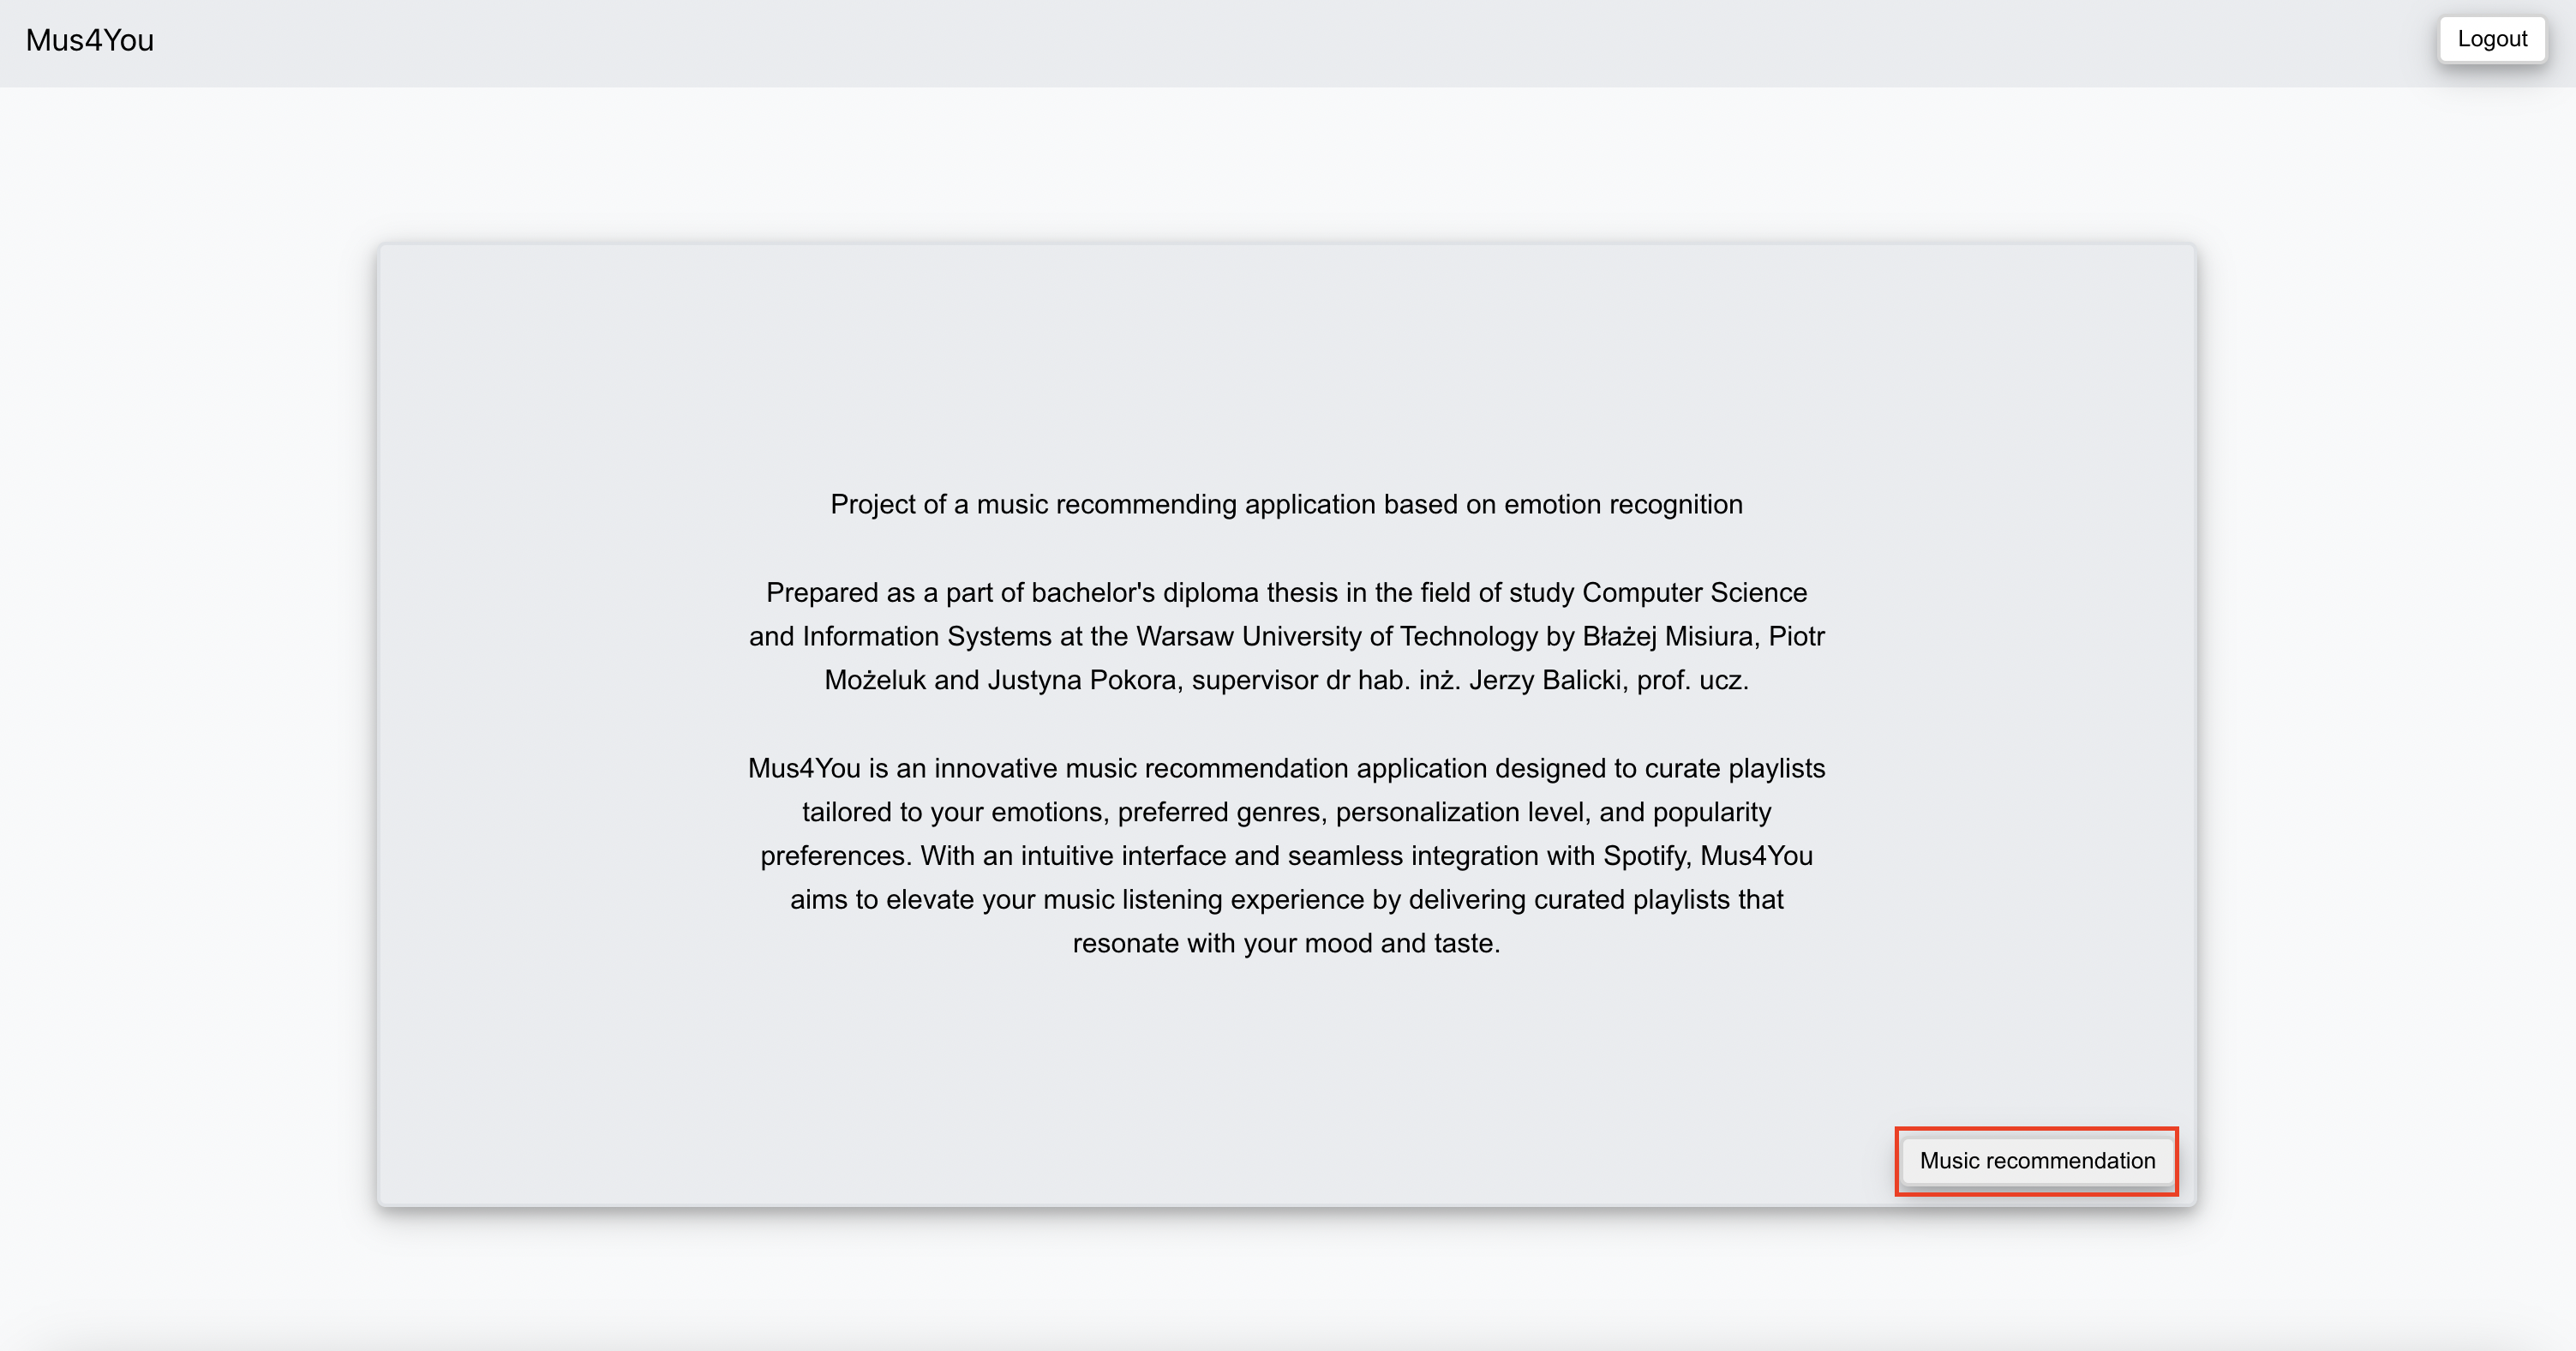 Mus4You
Logout
Project of a music recommending application based on emotion recognition
Prepared as a part of bachelor's diploma thesis in the field of study Computer Science
and Information Systems at the Warsaw University of Technology by Błażej Misiura, Piotr
Możeluk and Justyna Pokora, supervisor dr hab. inż. Jerzy Balicki, prof. ucz.
Mus4You is an innovative music recommendation application designed to curate playlists
tailored to your emotions, preferred genres, personalization level, and popularity
preferences. With an intuitive interface and seamless integration with Spotify, Mus4You
aims to elevate your music listening experience by delivering curated playlists that
resonate with your mood and taste.
Music recommendation